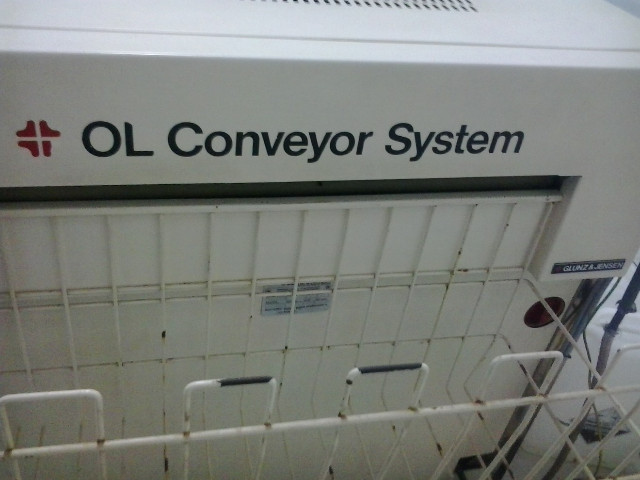 OL Conveyor System
GLUNZ & JENSEN